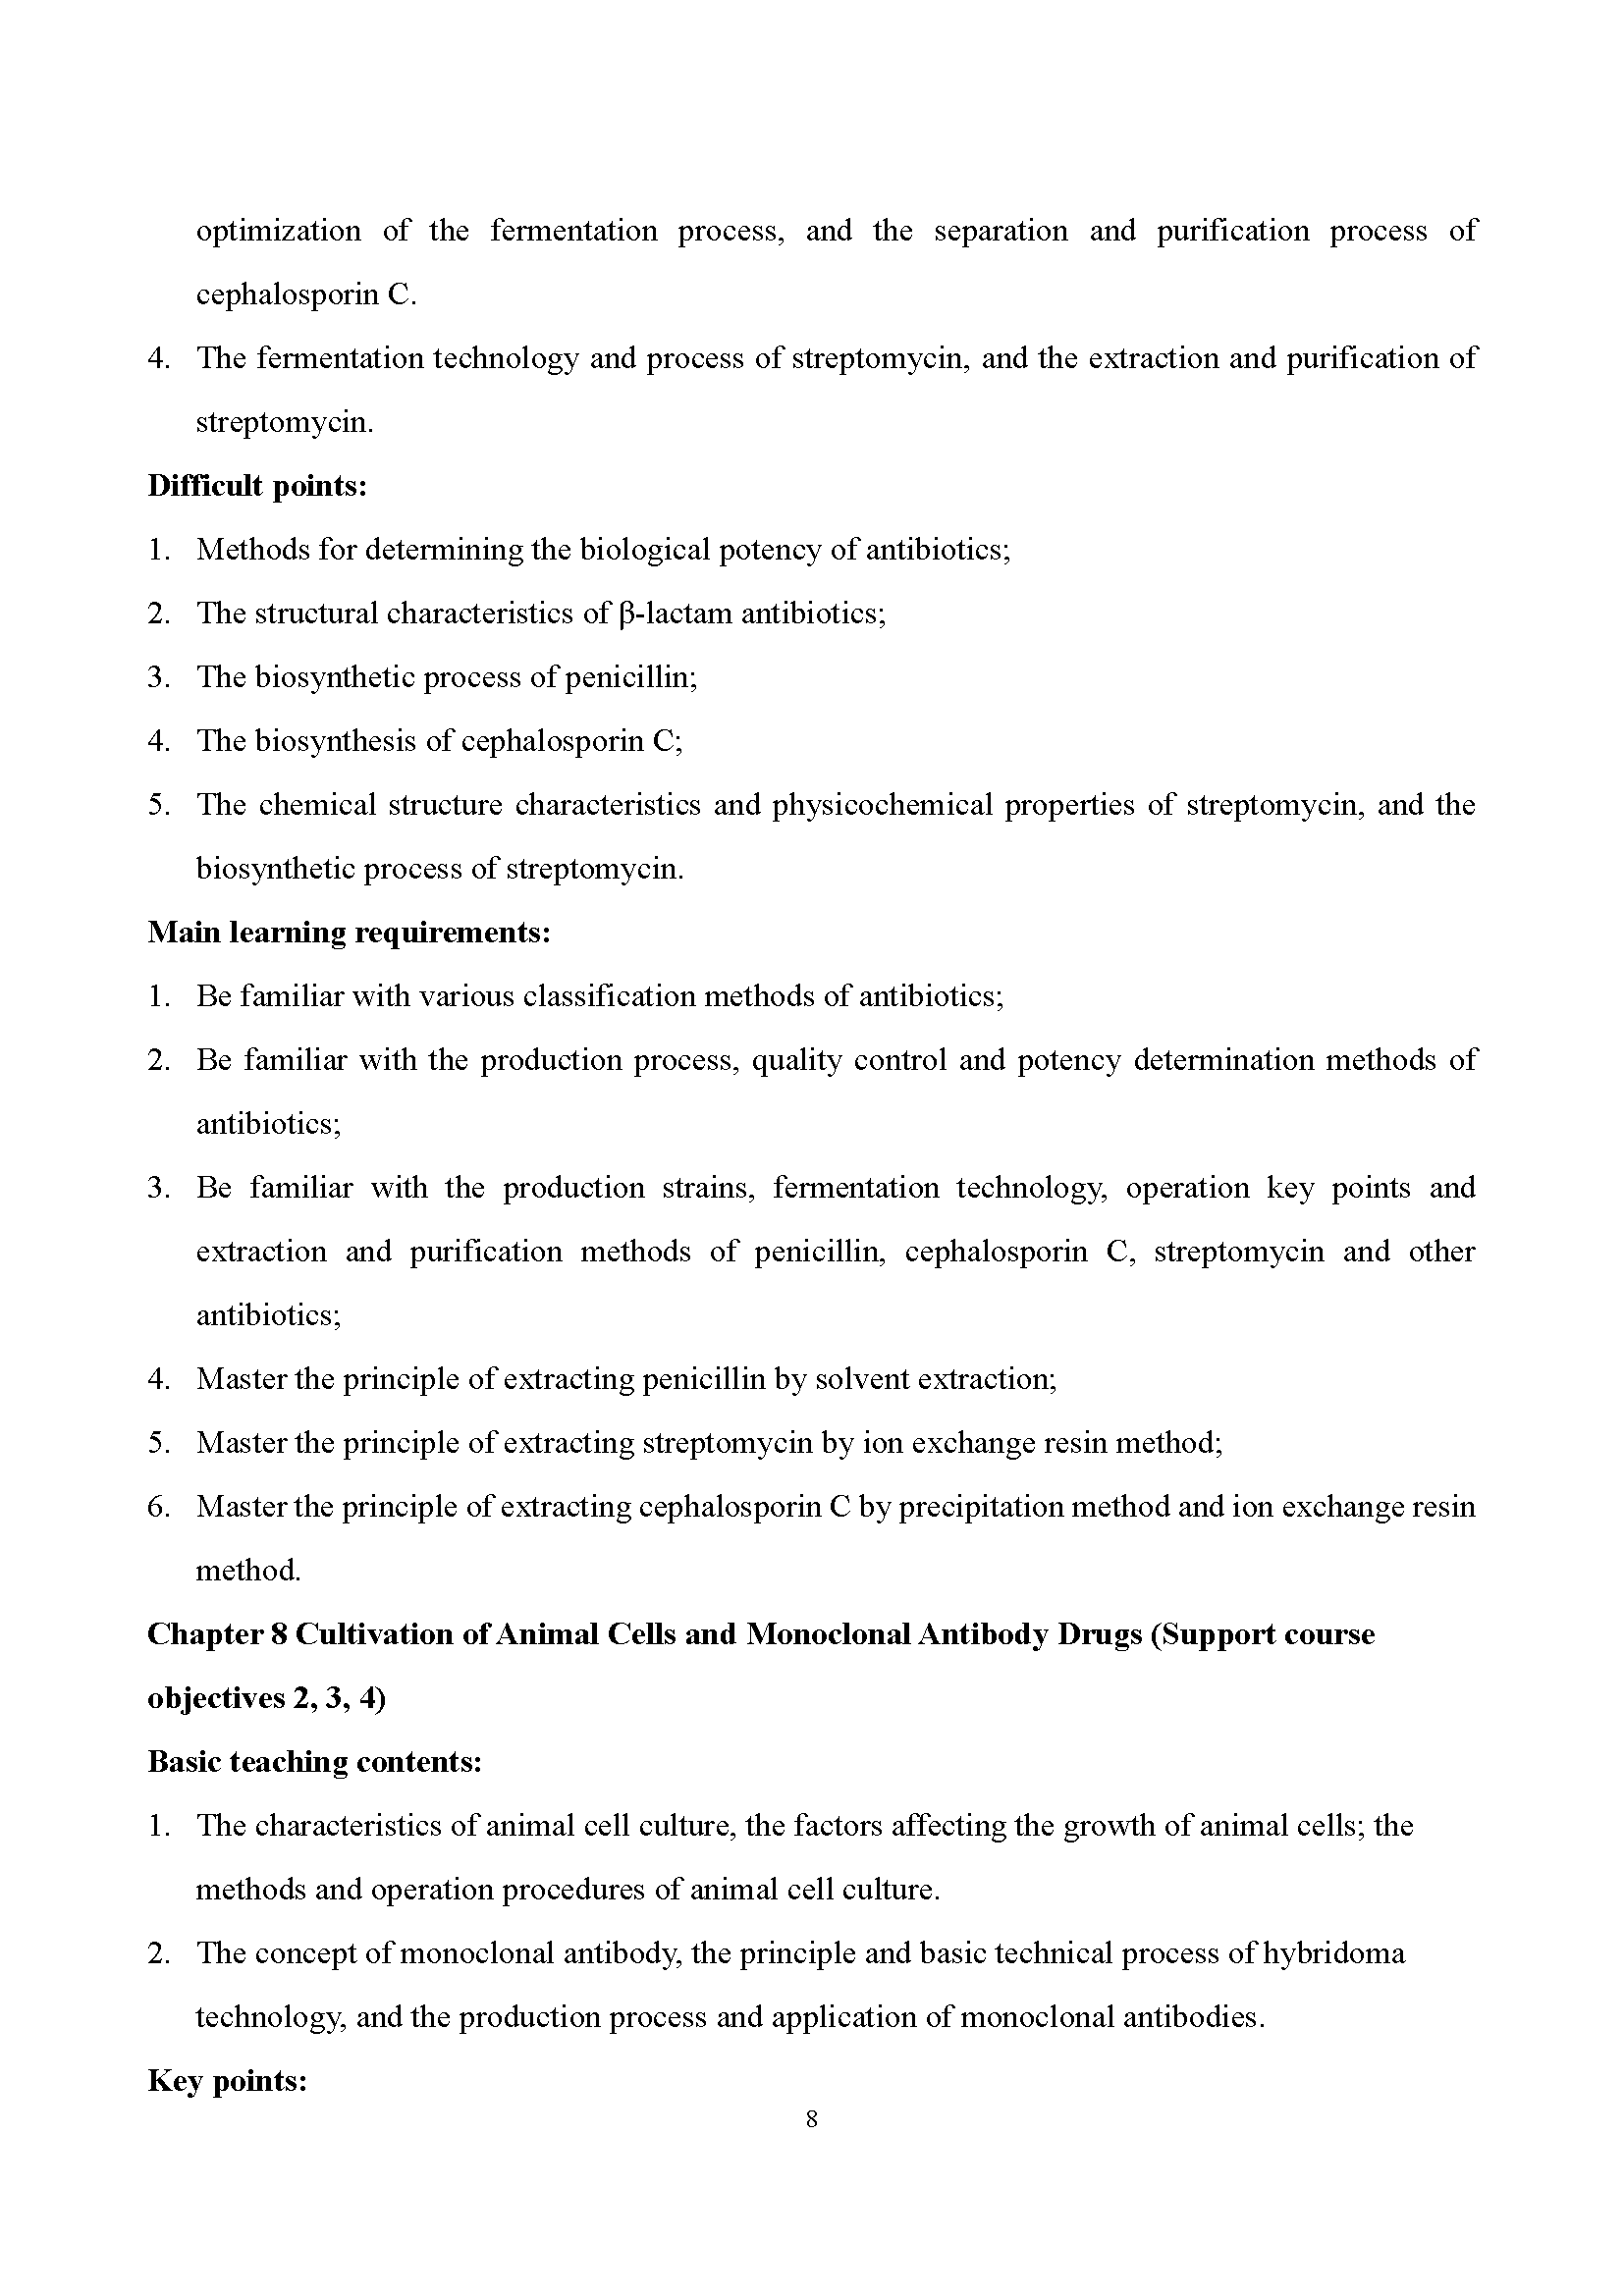 optimization of the fermentation process, and the separation and purification process of
cephalosporin C.
4. The fermentation technology and process of streptomycin, and the extraction and purification of
streptomycin.
Difficult points:
1. Methods for determining the biological potency of antibiotics;
2. The structural characteristics of β-lactam antibiotics;
3. The biosynthetic process of penicillin;
4. The biosynthesis of cephalosporin C;
5. The chemical structure characteristics and physicochemical properties of streptomycin, and the
biosynthetic process of streptomycin.
Main learning requirements:
1. Be familiar with various classification methods of antibiotics;
2. Be familiar with the production process, quality control and potency determination methods of
antibiotics;
3. Be familiar with the production strains, fermentation technology, operation key points and
extraction and purification methods of penicillin, cephalosporin C, streptomycin and other
antibiotics;
4. Master the principle of extracting penicillin by solvent extraction;
5. Master the principle of extracting streptomycin by ion exchange resin method;
6. Master the principle of extracting cephalosporin C by precipitation method and ion exchange resin
method.
Chapter 8 Cultivation of Animal Cells and Monoclonal Antibody Drugs (Support course
objectives 2, 3, 4)
Basic teaching contents:
1. The characteristics of animal cell culture, the factors affecting the growth of animal cells; the
methods and operation procedures of animal cell culture.
2. The concept of monoclonal antibody, the principle and basic technical process of hybridoma
technology, and the production process and application of monoclonal antibodies.
Key points:
8